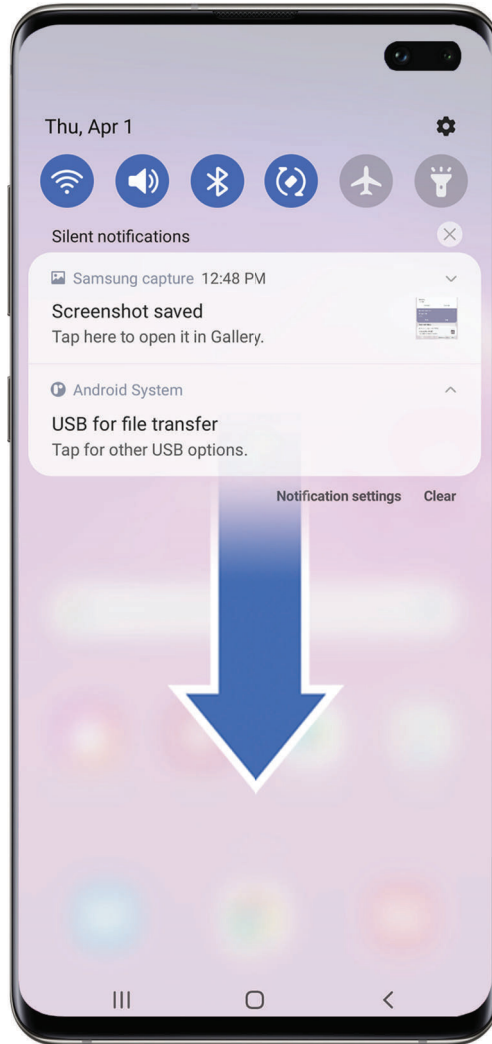 Thu, Apr 1
Silent notifications
Samsung capture 12:48 PM
Screenshot saved
Tap here to open it in Gallery.
Android System
USB for file transfer
Tap for other USB options.
Notification settings Clear